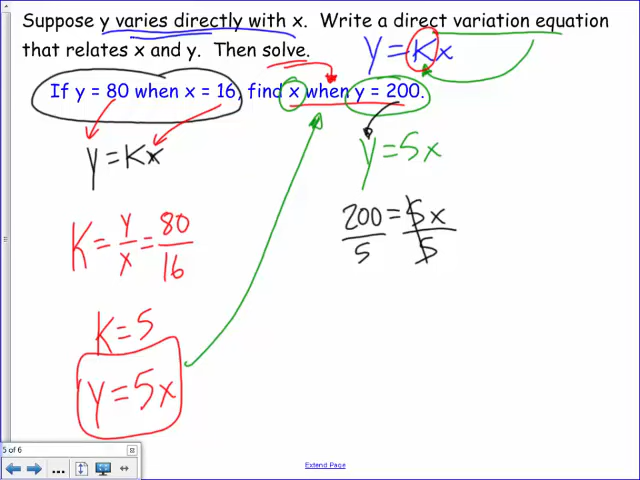 Suppose y varies directly with x. Write a direct variation equation
that relates x and y. Then solve.
y = Kx
If y = 80 when x = 16, find x when y = 200.
y = Kx
y = 5x
K = y/x = 80/16
200/5 = 5x/5
K = 5
y = 5x
5 of 6
Extend Page